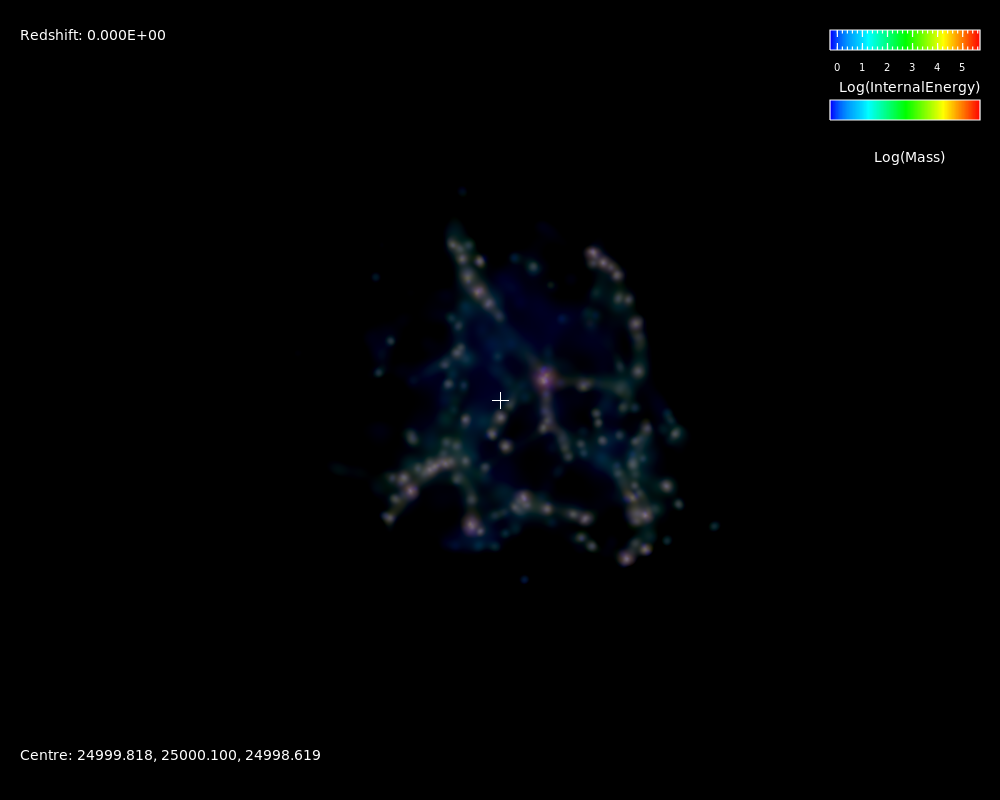 Redshift: 0.000E+00
0 1 2 3 4 5
Log(InternalEnergy)
Log(Mass)
Centre: 24999.818, 25000.100, 24998.619